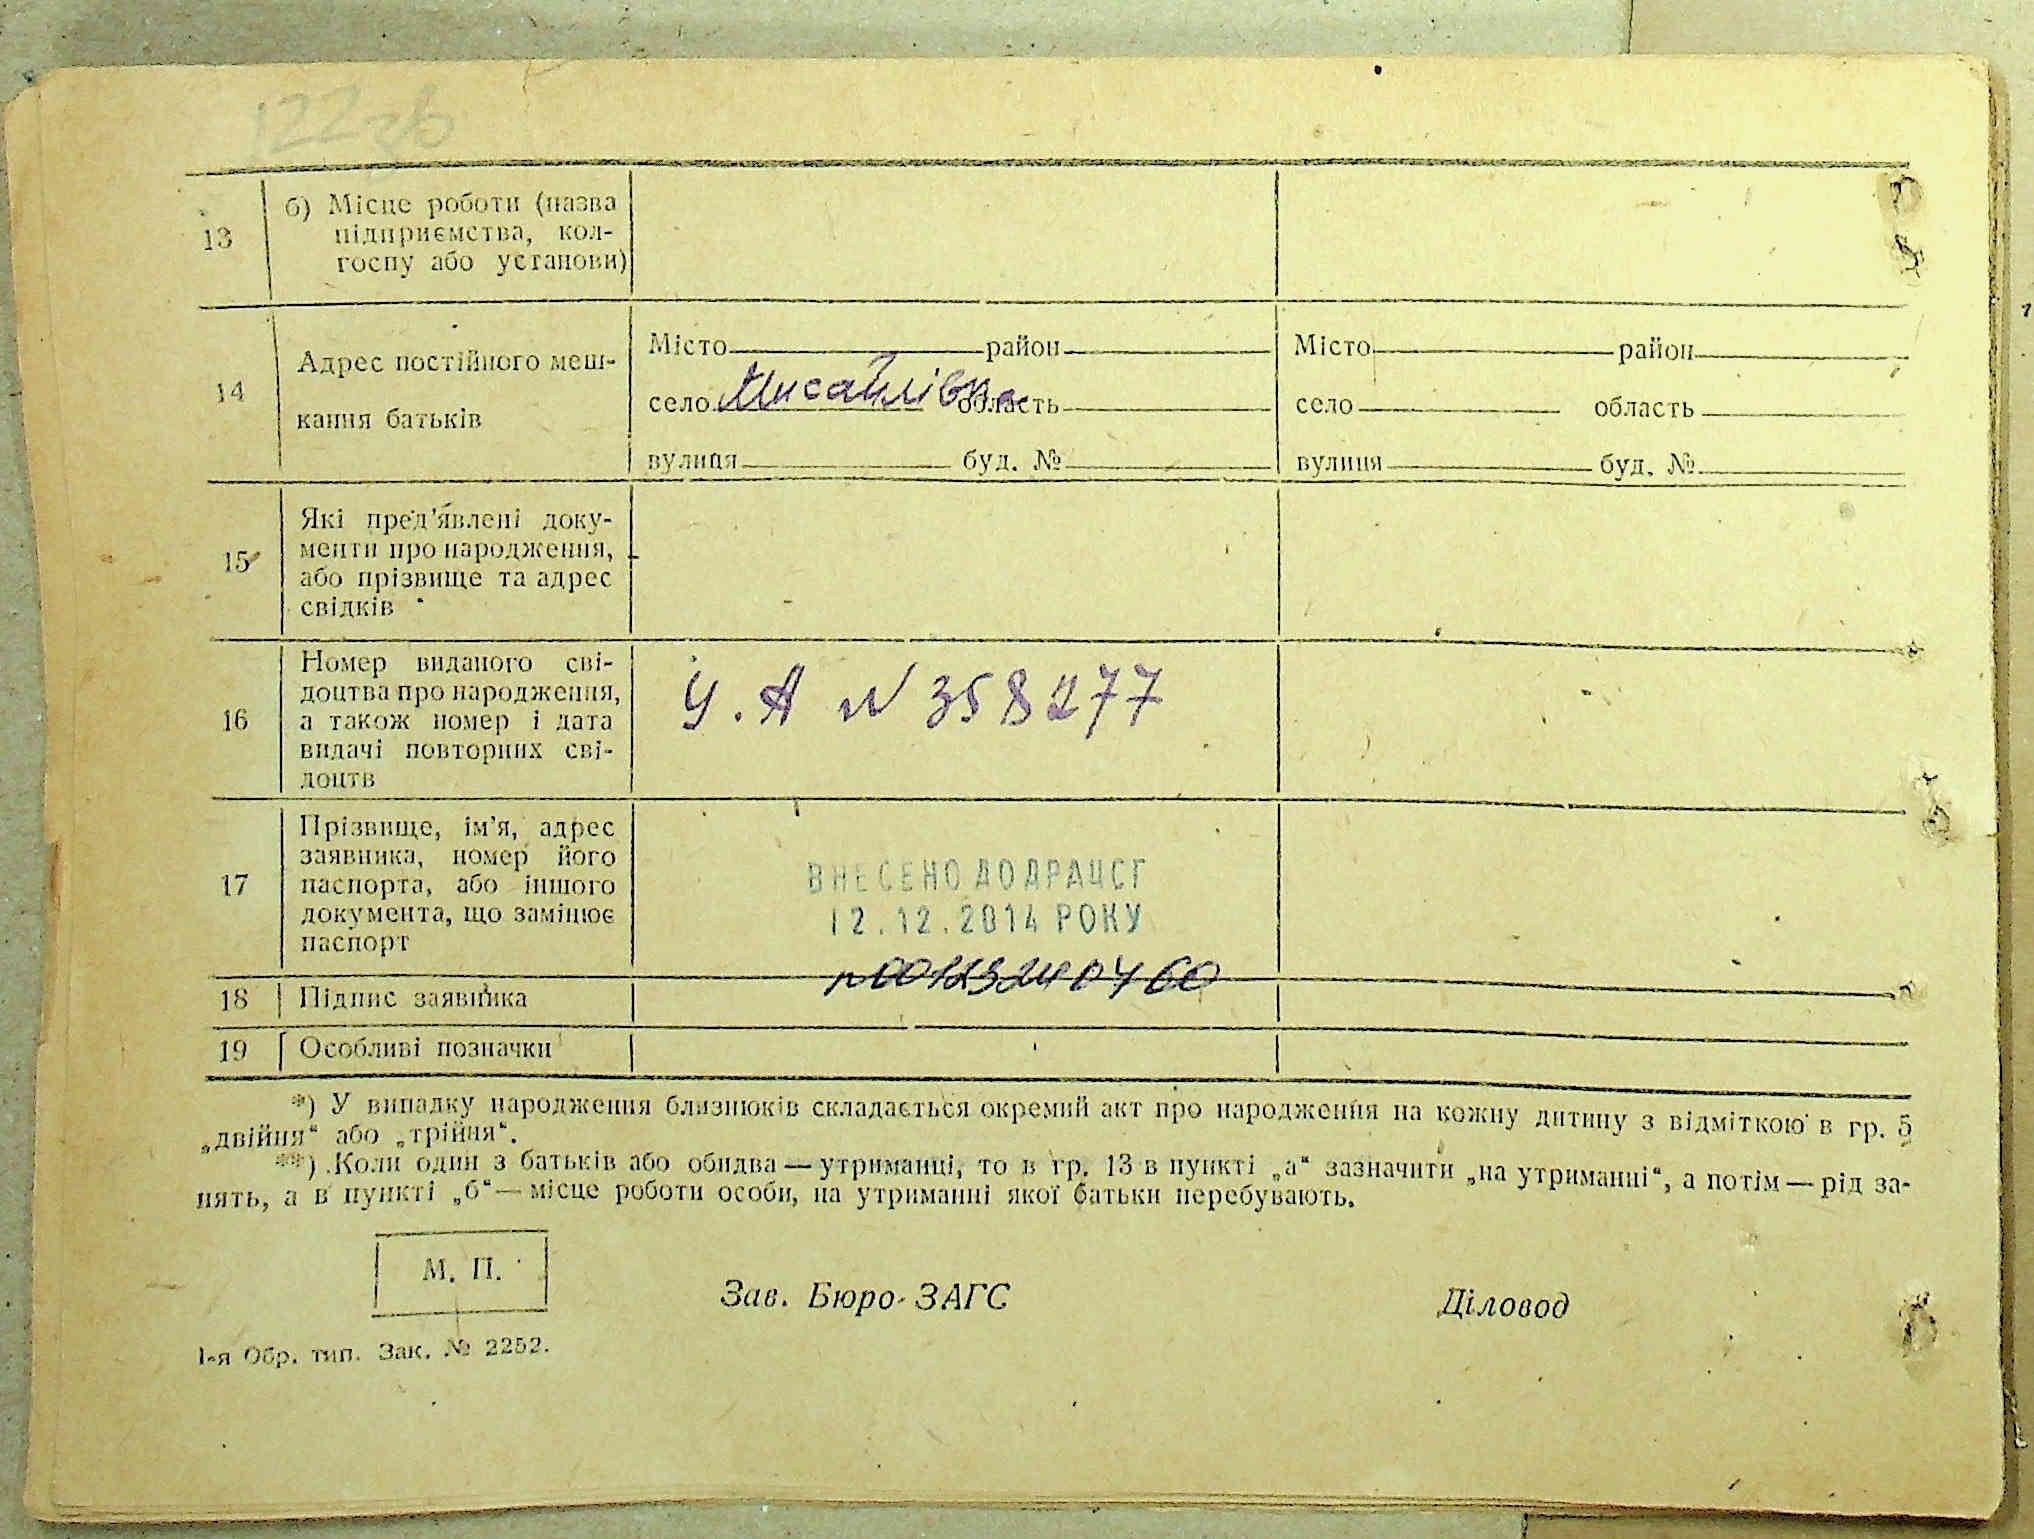 122 зв
13
б) Місце роботи (назва
підприємства, кол-
госпу або установи)
14
Адрес постійного меш-
кання батьків
Місто район
село Мисайлівка область
вулиця буд. №
Місто район
село область
вулиця буд. №
15
Які пред'явлені доку-
менти про народження,
або прізвище та адрес
свідків
16
Номер виданого сві-
доцтва про народження,
а також номер і дата
видачі повторних сві-
доцтв
У. А N 358277
17
Прізвище, ім'я, адрес
заявника, номер його
паспорта, або іншого
документа, що замінює
паспорт
ВНЕСЕНО ДО ДРАЦСГ
12.12.2014 РОКУ
18
Підпис заявника
19
Особливі позначки
*) У випадку народження близнюків складається окремий акт про народження на кожну дитину з відміткою в гр. 5
„двійня“ або „трійня“.
**) Коли один з батьків або обидва — утриманці, то в гр. 13 в пункті „а“ зазначити „на утриманні“, а потім — рід за-
нять, а в пункті „б“ — місце роботи особи, на утриманні якої батьки перебувають.
М. П.
Зав. Бюро ЗАГС
Діловод
1-я Обр. тип. Зак. № 2252.